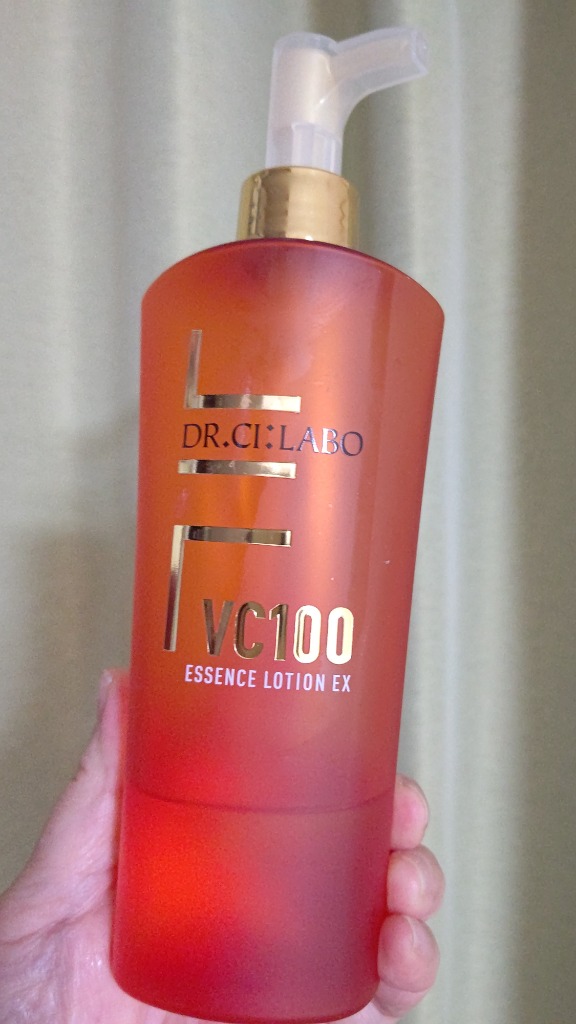 DR.CI:LABO
VC100
ESSENCE LOTION EX